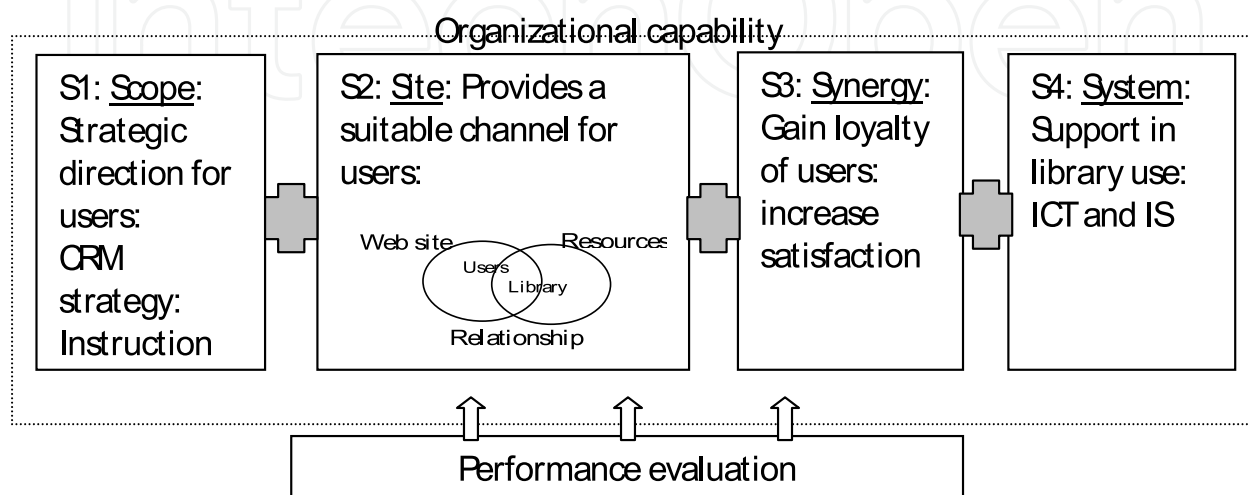 Organizational capability
S1: Scope:
Strategic
direction for
users:
CRM
strategy:
Instruction
S2: Site: Provides a
suitable channel for
users:
Web site
Resources
Users
Library
Relationship
S3: Synergy:
Gain loyalty
of users:
increase
satisfaction
S4: System:
Support in
library use:
ICT and IS
Performance evaluation